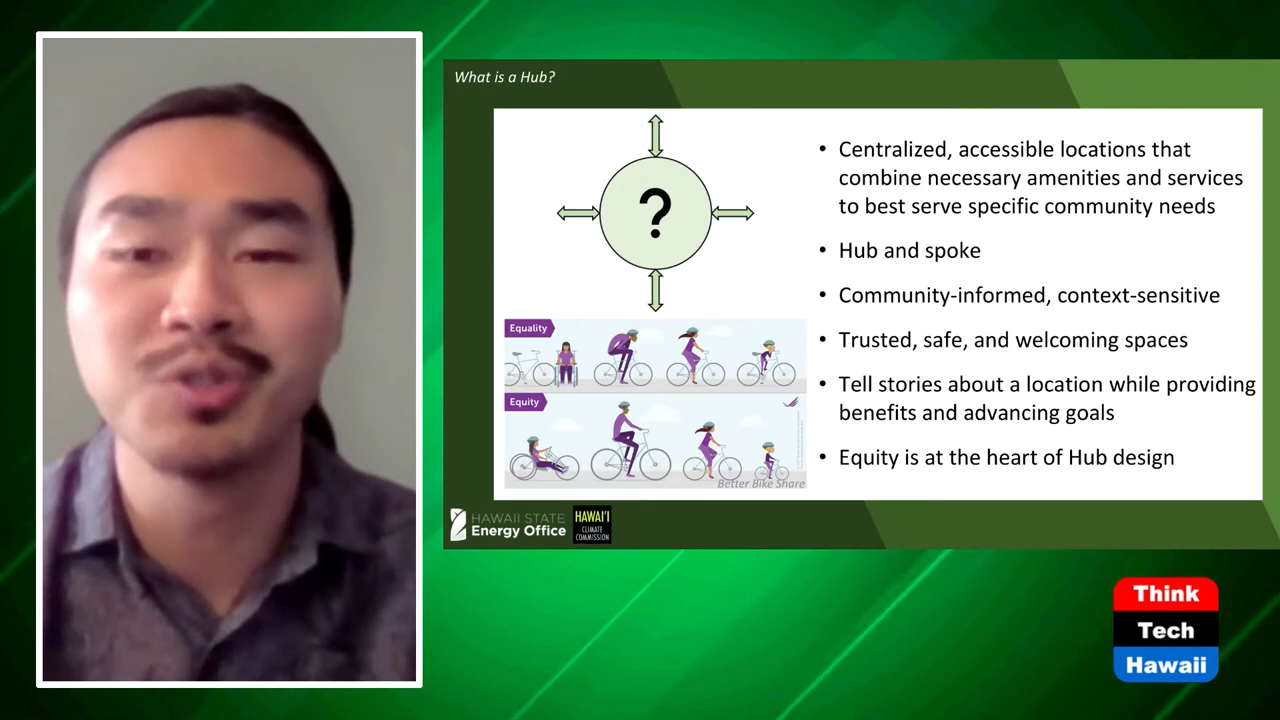 What is a Hub?
?
• Centralized, accessible locations that
combine necessary amenities and services
to best serve specific community needs
• Hub and spoke
• Community-informed, context-sensitive
• Trusted, safe, and welcoming spaces
• Tell stories about a location while providing
benefits and advancing goals
• Equity is at the heart of Hub design
Equality
Equity
Better Bike Share
HAWAII STATE
Energy Office
HAWAI'I
CLIMATE
COMMISSION
Think
Tech
Hawaii